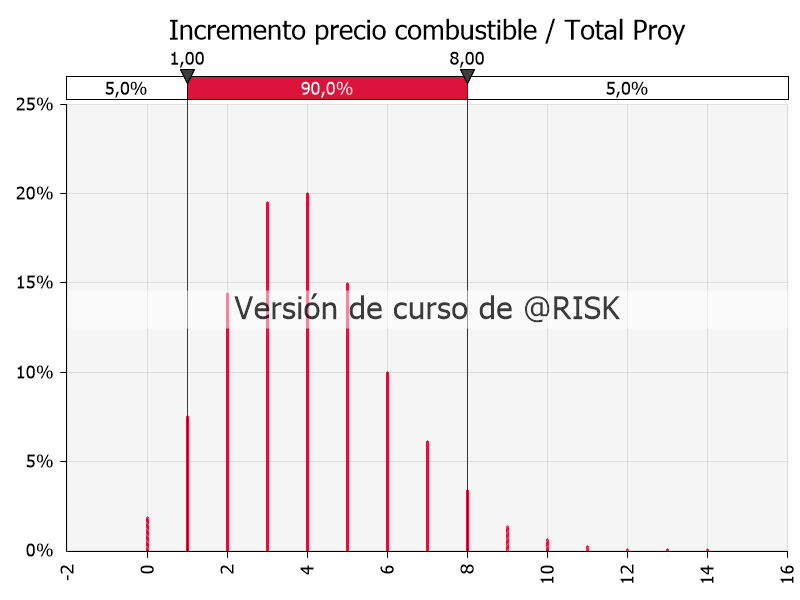 Incremento precio combustible / Total Proy
1,00 8,00
5,0% 90,0% 5,0%
25%
20%
15%
Versión de curso de @RISK
10%
5%
0%
-2 0 2 4 6 8 10 12 14 16